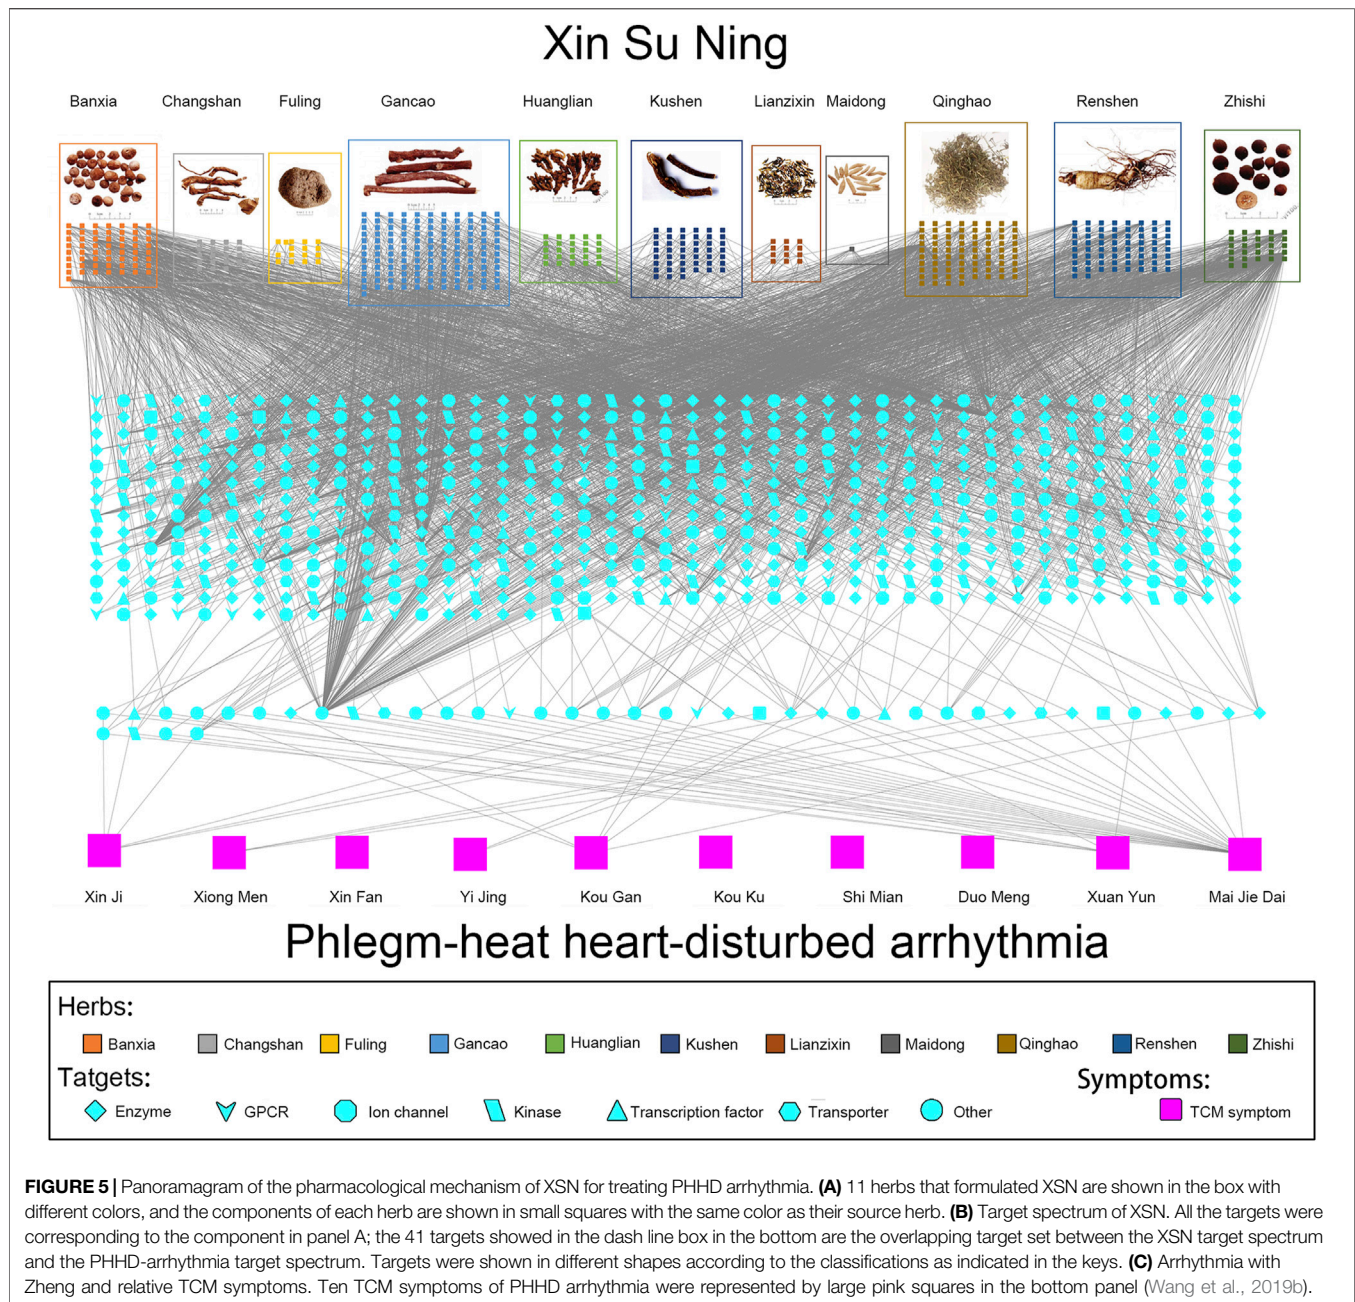 Xin Su Ning
Banxia Changshan Fuling Gancao Huanglian Kushen Lianzixin Maidong Qinghao Renshen Zhishi
Xin Ji Xiong Men Xin Fan Yi Jing Kou Gan Kou Ku Shi Mian Duo Meng Xuan Yun Mai Jie Dai
Phlegm-heat heart-disturbed arrhythmia
Herbs:
Banxia Changshan Fuling Gancao Huanglian Kushen Lianzixin Maidong Qinghao Renshen Zhishi
Tatgets: Symptoms:
Enzyme GPCR Ion channel Kinase Transcription factor Transporter Other TCM symptom
FIGURE 5 | Panoramagram of the pharmacological mechanism of XSN for treating PHHD arrhythmia. (A) 11 herbs that formulated XSN are shown in the box with
different colors, and the components of each herb are shown in small squares with the same color as their source herb. (B) Target spectrum of XSN. All the targets were
corresponding to the component in panel A; the 41 targets showed in the dash line box in the bottom are the overlapping target set between the XSN target spectrum
and the PHHD-arrhythmia target spectrum. Targets were shown in different shapes according to the classifications as indicated in the keys. (C) Arrhythmia with
Zheng and relative TCM symptoms. Ten TCM symptoms of PHHD arrhythmia were represented by large pink squares in the bottom panel (Wang et al., 2019b).